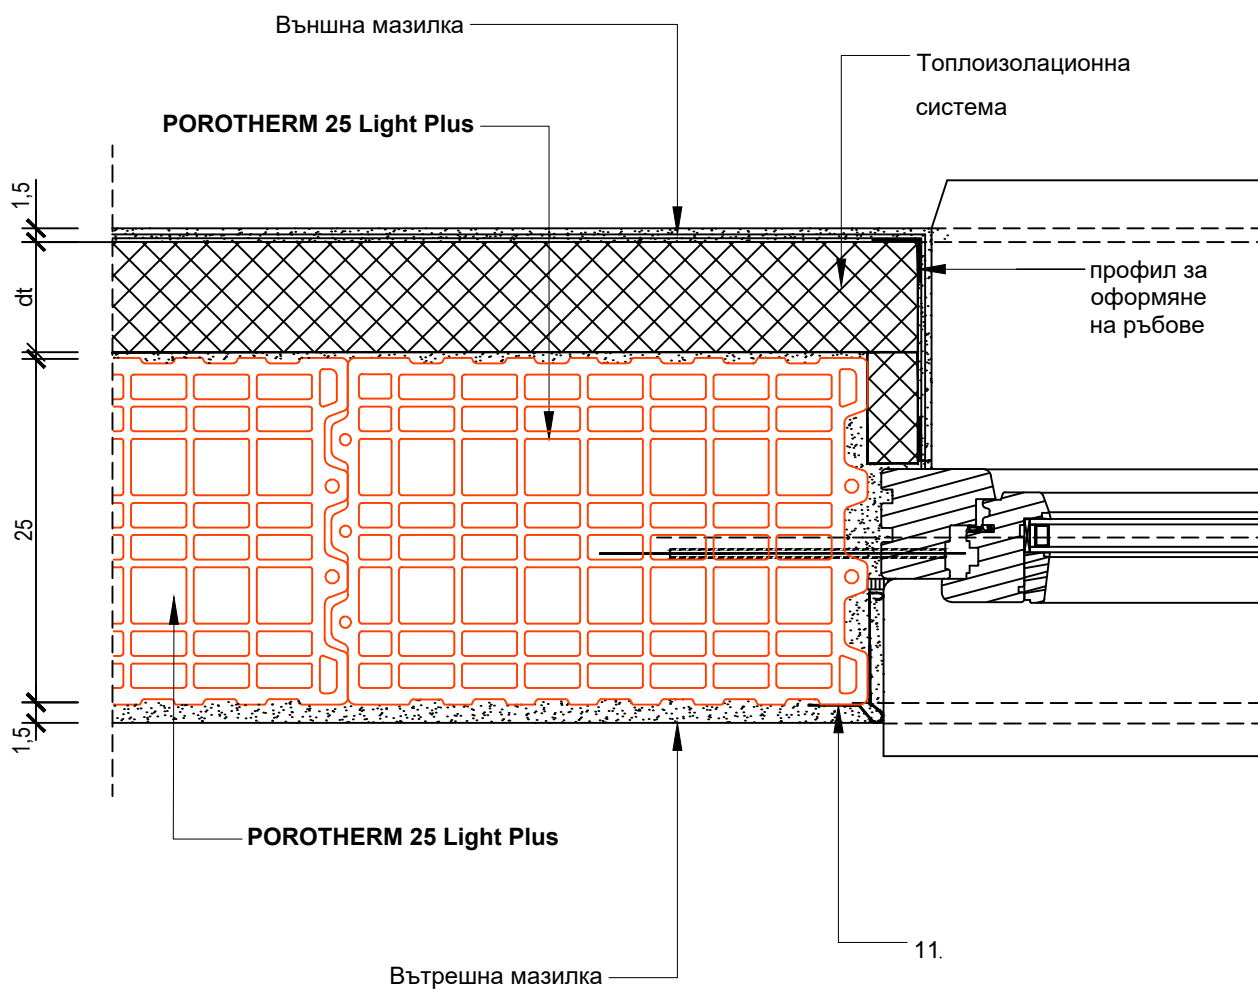 Външна мазилка
Топлоизолационна
система
POROTHERM 25 Light Plus
1,5
dt
25
1,5
профил за
оформяне
на ръбове
POROTHERM 25 Light Plus
11.
Вътрешна мазилка